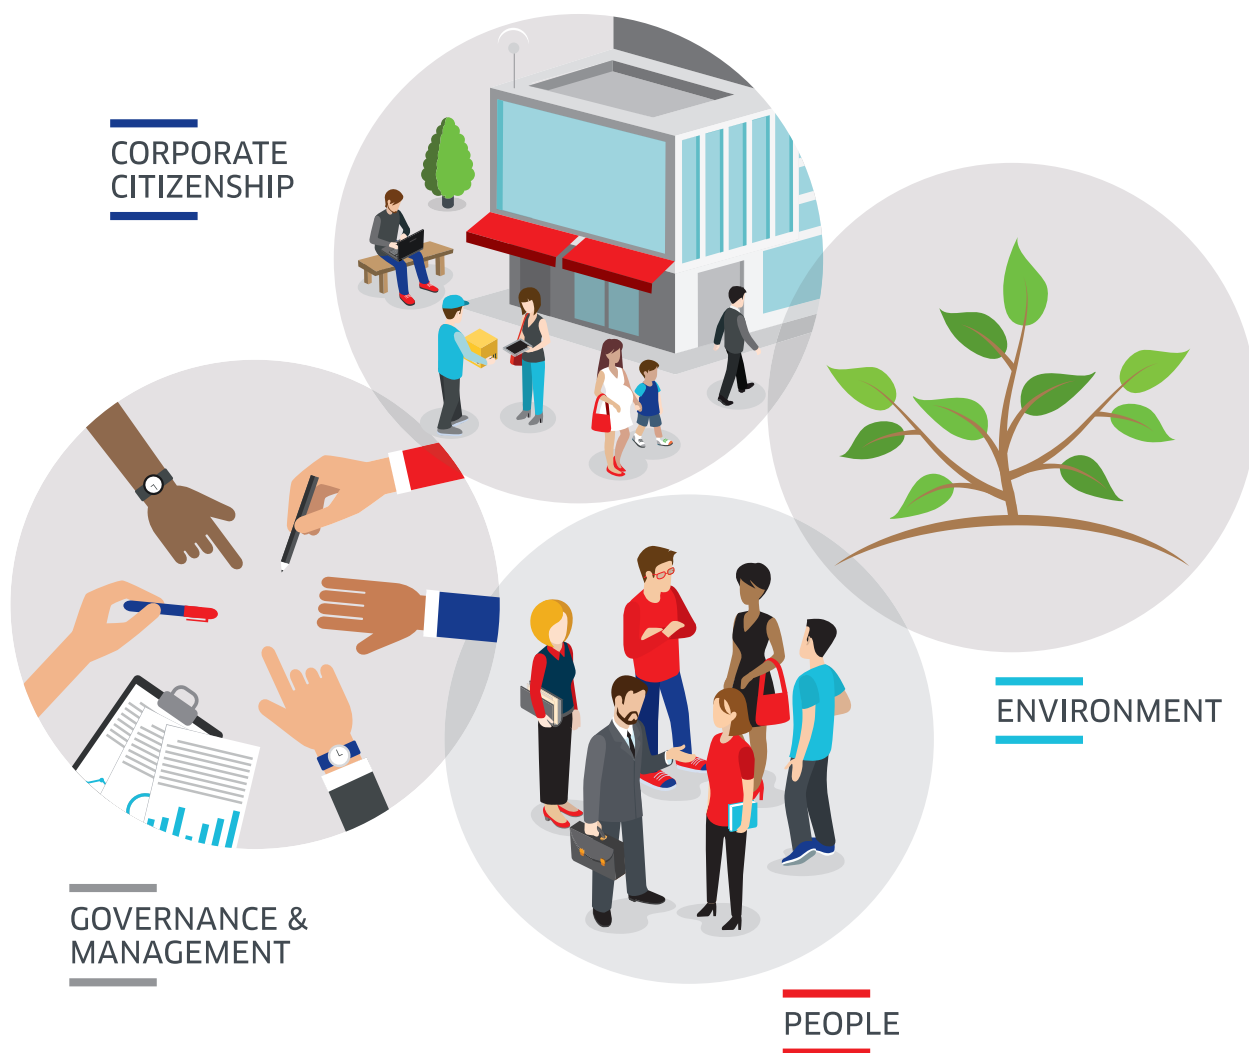 CORPORATE
CITIZENSHIP
ENVIRONMENT
GOVERNANCE &
MANAGEMENT
PEOPLE